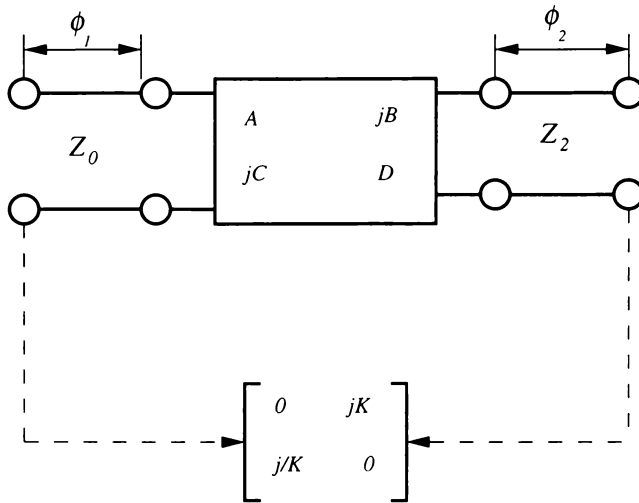 ϕ₁ ϕ₂
A jB
Z₀ Z₂
jC D
0 jK
j/K 0